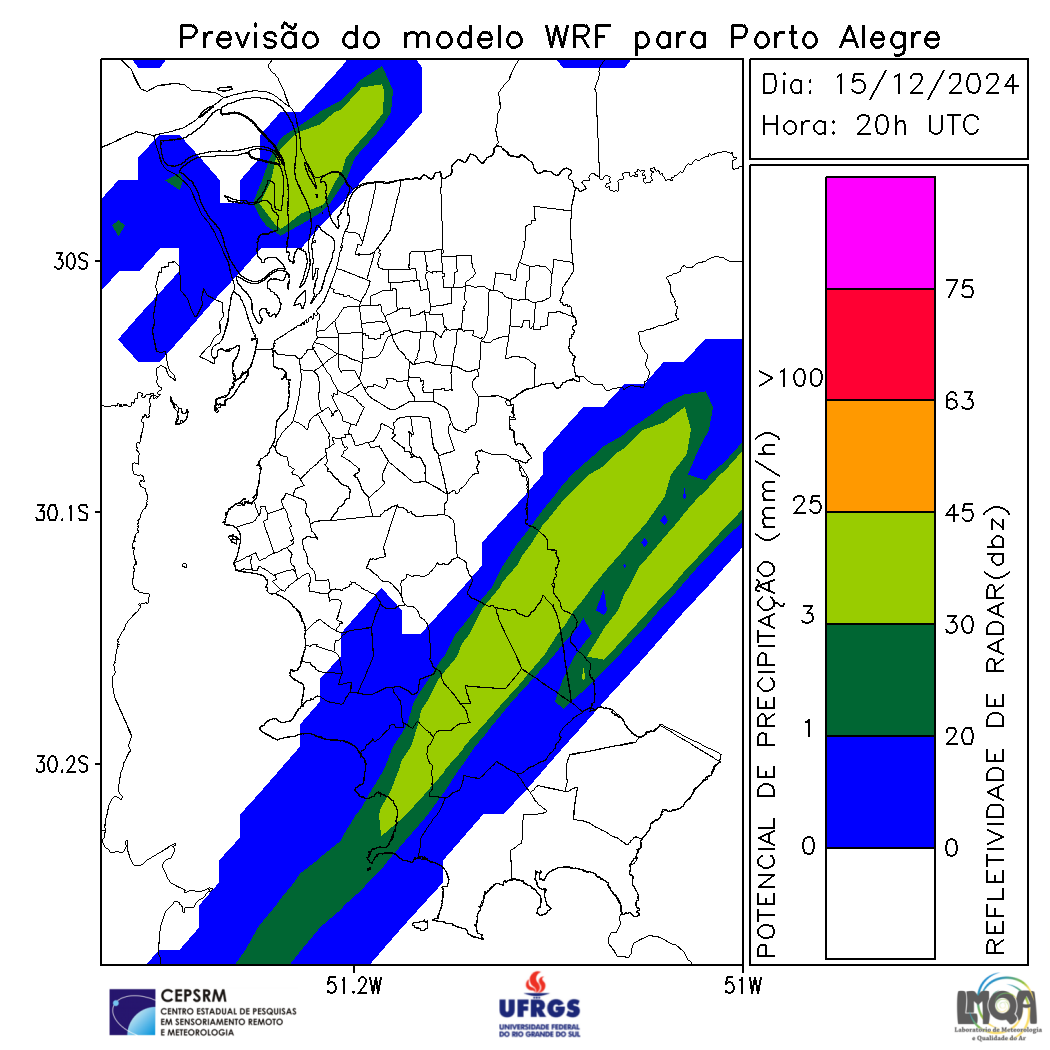 Previsão do modelo WRF para Porto Alegre
Dia: 15/12/2024
Hora: 20h UTC
30S
30.1S
30.2S
51.2W
51W
POTENCIAL DE PRECIPITAÇÃO (mm/h)
>100
25
3
1
0
75
63
45
30
20
0
REFLETIVIDADE DE RADAR(dbz)
CEPSRM
CENTRO ESTADUAL DE PESQUISAS
EM SENSORIAMENTO REMOTO
E METEOROLOGIA
UFRGS
UNIVERSIDADE FEDERAL
DO RIO GRANDE DO SUL
LMQA
Laboratório de Meteorologia
e Qualidade do Ar